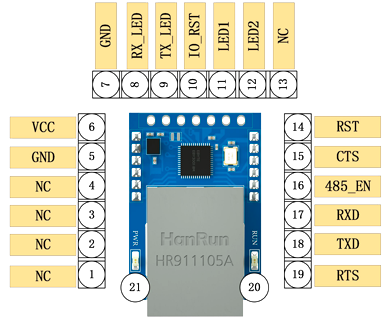 GND
RX_LED
TX_LED
IO_RST
LED1
LED2
NC
7
8
9
10
11
12
13
VCC 6
GND 5
NC 4
NC 3
NC 2
NC 1
14 RST
15 CTS
16 485_EN
17 RXD
18 TXD
19 RTS
HanRun
HR911105A
PWR
RUN
21
20